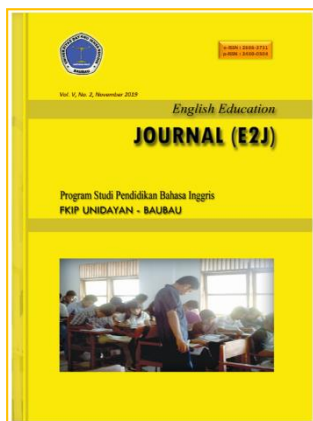 Vol. V, No. 2, November 2019
English Education
JOURNAL (E2J)
Program Studi Pendidikan Bahasa Inggris
FKIP UNIDAYAN - BAUBAU